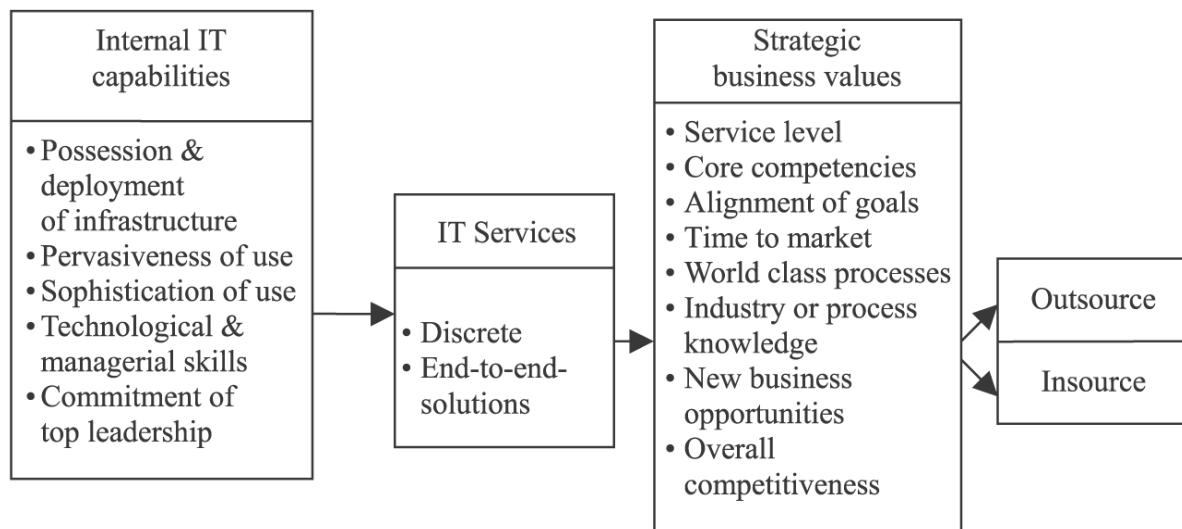 Internal IT
capabilities
• Possession &
deployment
of infrastructure
• Pervasiveness of use
• Sophistication of use
• Technological &
managerial skills
• Commitment of
top leadership
IT Services
• Discrete
• End-to-end-
solutions
Strategic
business values
• Service level
• Core competencies
• Alignment of goals
• Time to market
• World class processes
• Industry or process
knowledge
• New business
opportunities
• Overall
competitiveness
Outsource
Insource